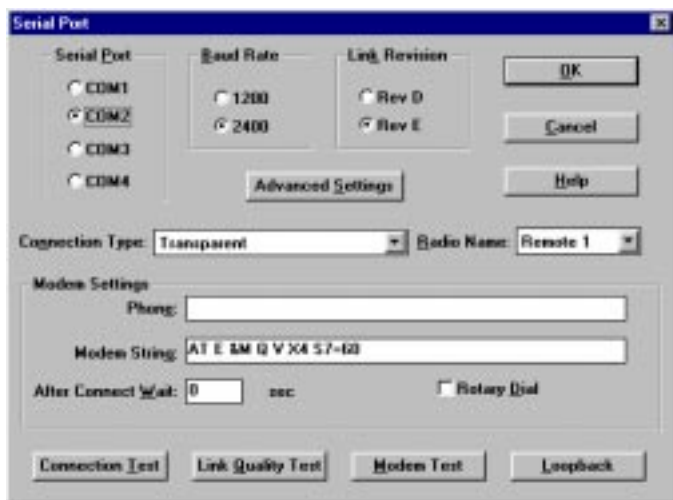 Serial Port
Serial Port
COM1
COM2
COM3
COM4
Baud Rate
1200
2400
Link Revision
Rev D
Rev E
OK
Cancel
Help
Advanced Settings
Connection Type: Transparent
Radio Name: Remote 1
Modem Settings
Phone:
Modem String: AT E &M Q V X4 S7=60
After Connect Wait: 0 sec
Rotary Dial
Connection Test
Link Quality Test
Modem Test
Loopback